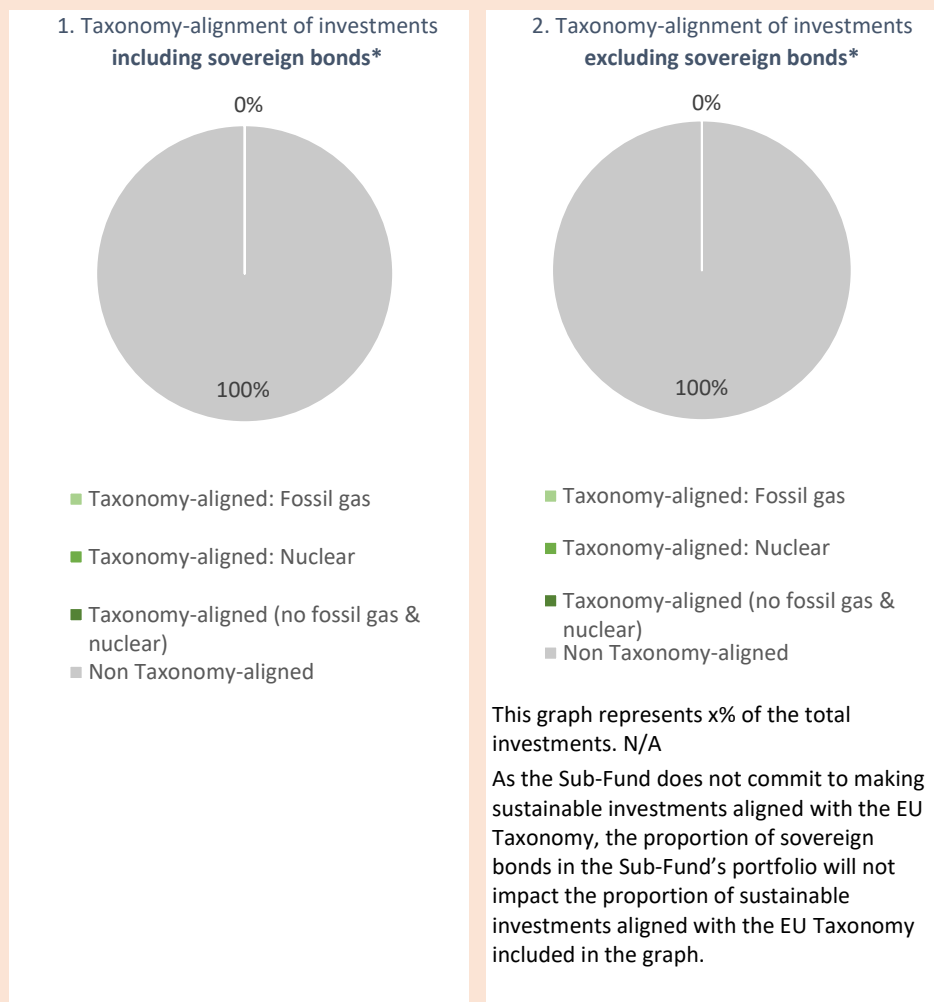 1. Taxonomy-alignment of investments
including sovereign bonds*
0%
100%
Taxonomy-aligned: Fossil gas
Taxonomy-aligned: Nuclear
Taxonomy-aligned (no fossil gas &
nuclear)
Non Taxonomy-aligned
2. Taxonomy-alignment of investments
excluding sovereign bonds*
0%
100%
Taxonomy-aligned: Fossil gas
Taxonomy-aligned: Nuclear
Taxonomy-aligned (no fossil gas &
nuclear)
Non Taxonomy-aligned
This graph represents x% of the total
investments. N/A
As the Sub-Fund does not commit to making
sustainable investments aligned with the EU
Taxonomy, the proportion of sovereign
bonds in the Sub-Fund’s portfolio will not
impact the proportion of sustainable
investments aligned with the EU Taxonomy
included in the graph.